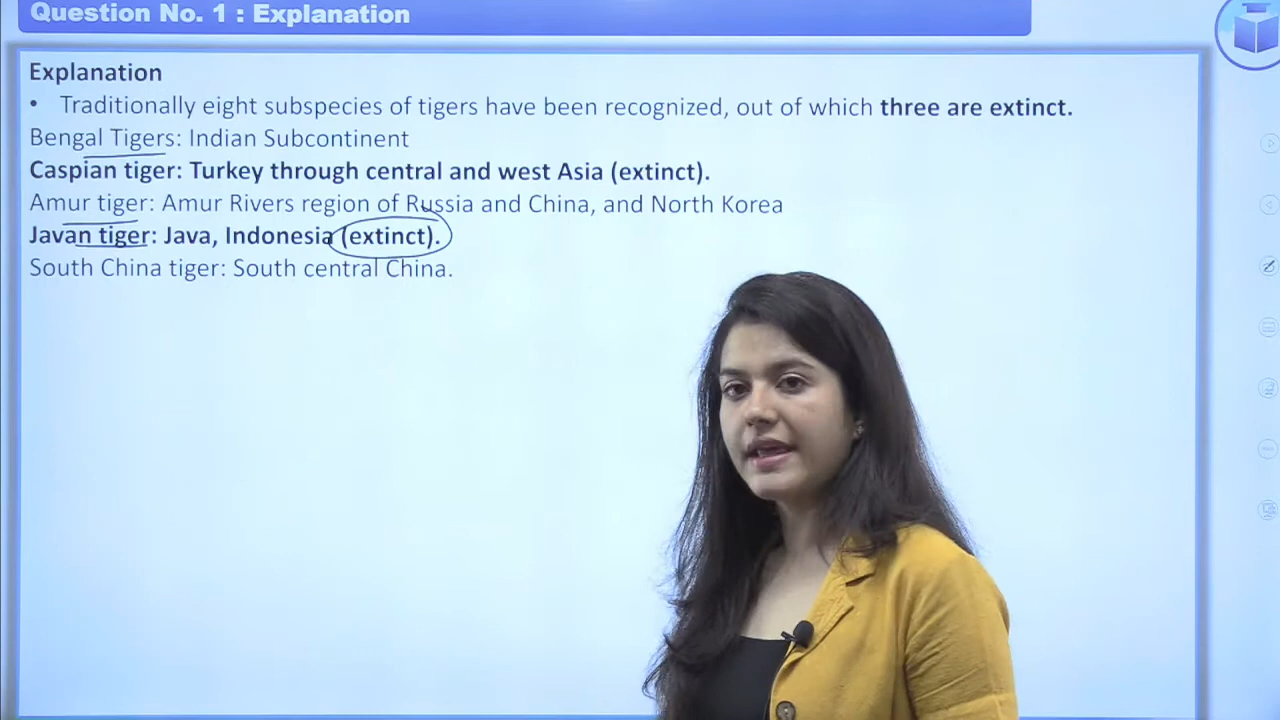 Question No. 1 : Explanation
Explanation
• Traditionally eight subspecies of tigers have been recognized, out of which three are extinct.
Bengal Tigers: Indian Subcontinent
Caspian tiger: Turkey through central and west Asia (extinct).
Amur tiger: Amur Rivers region of Russia and China, and North Korea
Javan tiger: Java, Indonesia (extinct).
South China tiger: South central China.